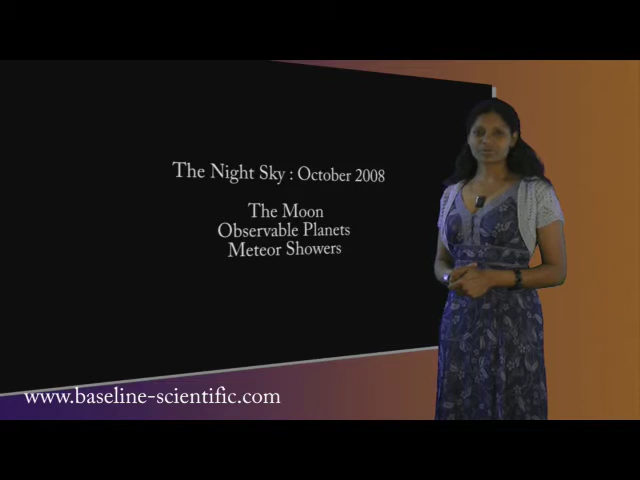 The Night Sky : October 2008
The Moon
Observable Planets
Meteor Showers
www.baseline-scientific.com